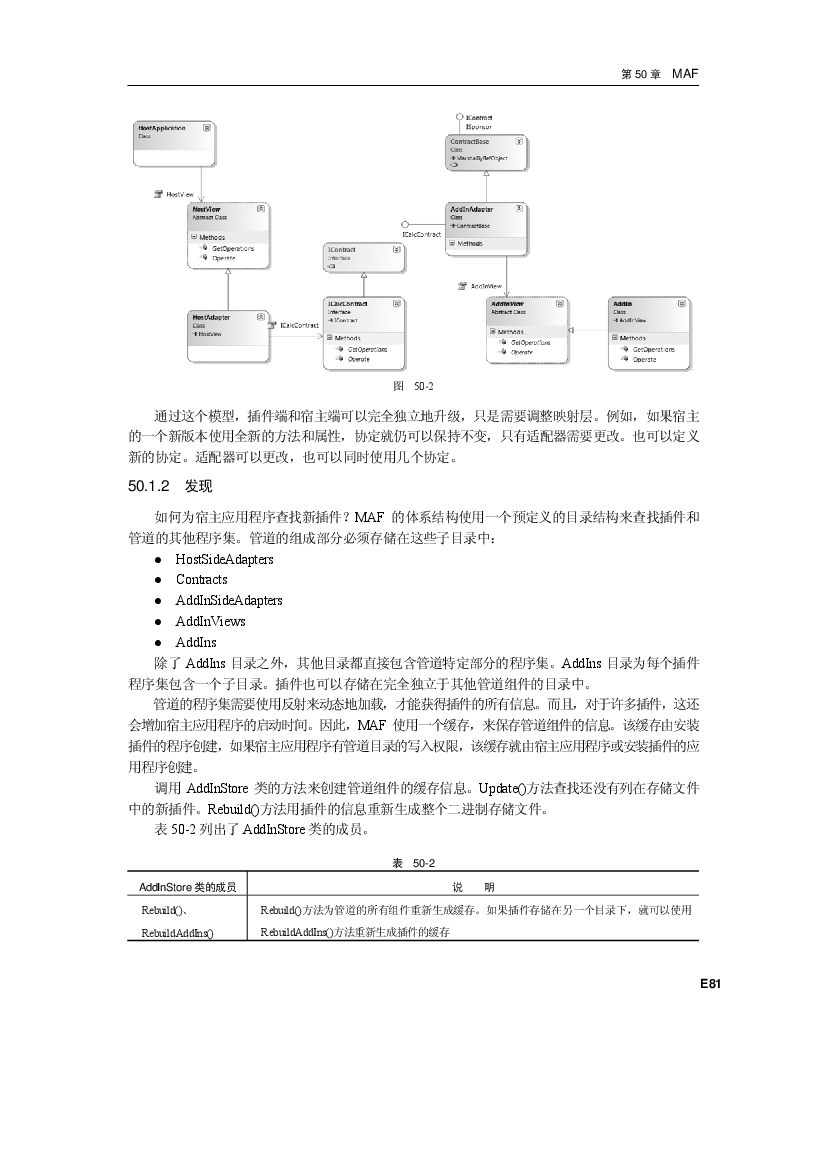 第 50 章 MAF
HostApplication
Class
HostView
HostView
Abstract Class
Methods
GetOperations
Operate
HostAdapter
Class
HostView
ICalcContract
IContract
Interface
ICalcContract
Interface
IContract
Methods
GetOperations
Operate
IContract
ISponsor
ContractBase
Class
MarshalByRefObject
AddInAdapter
Class
ContractBase
Methods
ICalcContract
AddInView
AddInView
Abstract Class
Methods
GetOperations
Operate
AddIn
Class
AddInView
Methods
GetOperations
Operate
图 50-2
通过这个模型，插件端和宿主端可以完全独立地升级，只是需要调整映射层。例如，如果宿主
的一个新版本使用全新的方法和属性，协定就仍可以保持不变，只有适配器需要更改。也可以定义
新的协定。适配器可以更改，也可以同时使用几个协定。
50.1.2 发现
如何为宿主应用程序查找新插件？MAF 的体系结构使用一个预定义的目录结构来查找插件和
管道的其他程序集。管道的组成部分必须存储在这些子目录中：
● HostSideAdapters
● Contracts
● AddInSideAdapters
● AddInViews
● AddIns
除了 AddIns 目录之外，其他目录都直接包含管道特定部分的程序集。AddIns 目录为每个插件
程序集包含一个子目录。插件也可以存储在完全独立于其他管道组件的目录中。
管道的程序集需要使用反射来动态地加载，才能获得插件的所有信息。而且，对于许多插件，这还
会增加宿主应用程序的启动时间。因此，MAF 使用一个缓存，来保存管道组件的信息。该缓存由安装
插件的程序创建，如果宿主应用程序有管道目录的写入权限，该缓存就由宿主应用程序或安装插件的应
用程序创建。
调用 AddInStore 类的方法来创建管道组件的缓存信息。Update()方法查找还没有列在存储文件
中的新插件。Rebuild()方法用插件的信息重新生成整个二进制存储文件。
表 50-2 列出了 AddInStore 类的成员。
表 50-2
AddInStore 类的成员 说 明
Rebuild()、 Rebuild()方法为管道的所有组件重新生成缓存。如果插件存储在另一个目录下，就可以使用
RebuildAddIns() RebuildAddIns()方法重新生成插件的缓存
E81